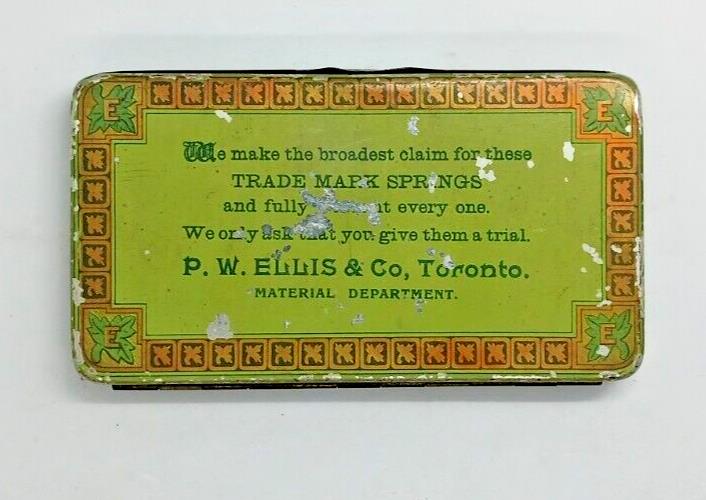 E E
We make the broadest claim for these
TRADE MARK SPRINGS
and fully every one.
We only ask that you give them a trial.
P. W. ELLIS & Co, Toronto.
MATERIAL DEPARTMENT.
E E